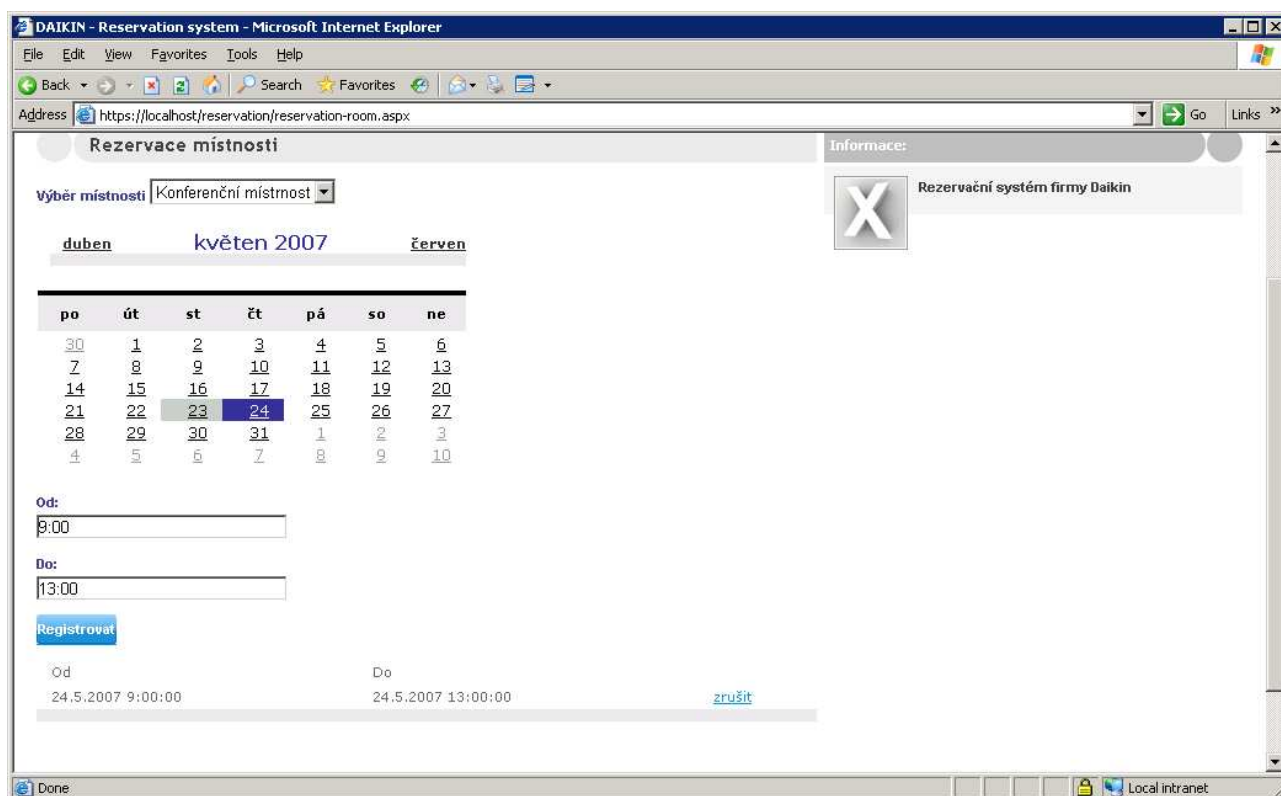 DAIKIN - Reservation system - Microsoft Internet Explorer
File Edit View Favorites Tools Help
Back Search Favorites
Address https://localhost/reservation/reservation-room.aspx Go Links »
Rezervace místnosti
Informace:
Výběr místnosti Konferenční místrnost
Rezervační systém firmy Daikin
X
duben květen 2007 červen
po út st čt pá so ne
30 1 2 3 4 5 6
7 8 9 10 11 12 13
14 15 16 17 18 19 20
21 22 23 24 25 26 27
28 29 30 31 1 2 3
4 5 6 7 8 9 10
Od:
9:00
Do:
13:00
Registrovat
Od Do
24.5.2007 9:00:00 24.5.2007 13:00:00 zrušit
Done Local intranet